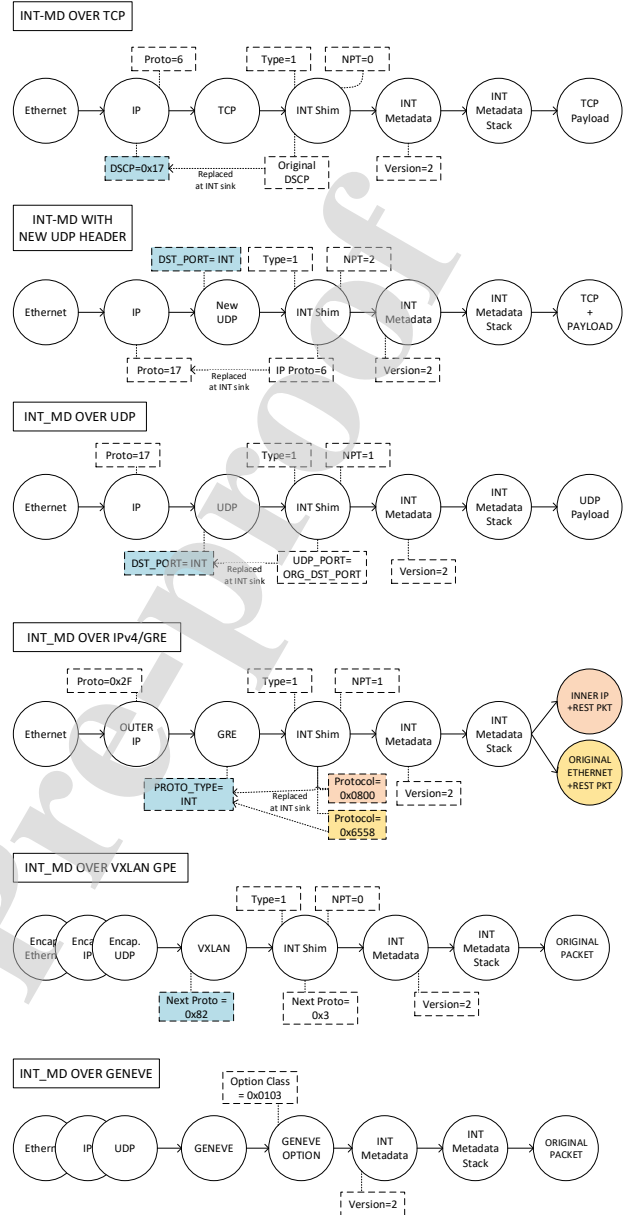 INT-MD OVER TCP
Proto=6
Type=1
NPT=0
Ethernet
IP
TCP
INT Shim
INT
Metadata
INT
Metadata
Stack
TCP
Payload
DSCP=0x17
Replaced
at INT sink
Original
DSCP
Version=2
INT-MD WITH
NEW UDP HEADER
DST_PORT= INT
Type=1
NPT=2
Ethernet
IP
New
UDP
INT Shim
INT
Metadata
INT
Metadata
Stack
TCP
+
PAYLOAD
Proto=17
Replaced
at INT sink
IP Proto=6
Version=2
INT_MD OVER UDP
Proto=17
Type=1
NPT=1
Ethernet
IP
UDP
INT Shim
INT
Metadata
INT
Metadata
Stack
UDP
Payload
DST_PORT= INT
Replaced
at INT sink
UDP_PORT=
ORG_DST_PORT
Version=2
INT_MD OVER IPv4/GRE
Proto=0x2F
Type=1
NPT=1
Ethernet
OUTER
IP
GRE
INT Shim
INT
Metadata
INT
Metadata
Stack
INNER IP
+REST PKT
ORIGINAL
ETHERNET
+REST PKT
PROTO_TYPE=
INT
Replaced
at INT sink
Protocol=
0x0800
Protocol=
0x6558
Version=2
INT_MD OVER VXLAN GPE
Type=1
NPT=0
Encap
Ethern
Enca
IP
Encap.
UDP
VXLAN
INT Shim
INT
Metadata
INT
Metadata
Stack
ORIGINAL
PACKET
Next Proto =
0x82
Next Proto=
0x3
Version=2
INT_MD OVER GENEVE
Option Class
= 0x0103
Ethern
IP
UDP
GENEVE
GENEVE
OPTION
INT
Metadata
INT
Metadata
Stack
ORIGINAL
PACKET
Version=2
Pre-proof